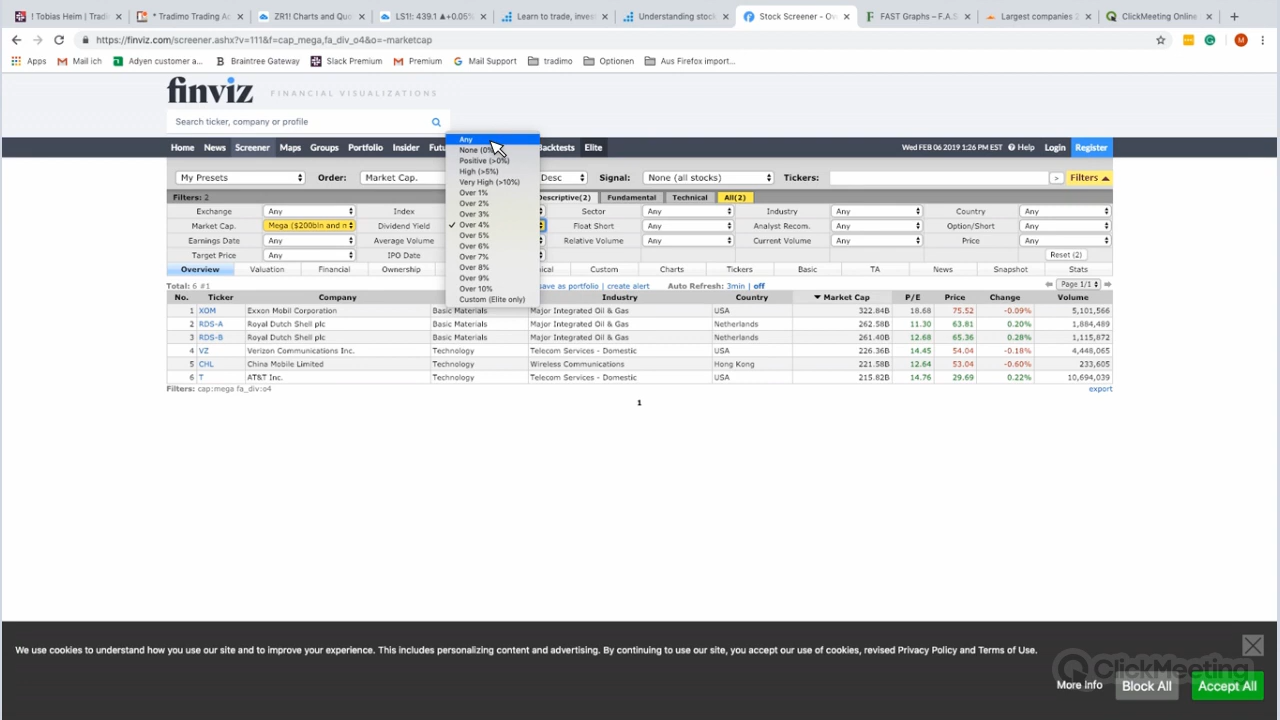 ! Tobias Heim | Tradi
* Tradimo Trading Ac
ZR1! Charts and Quo
LS1!: 439.1 ▲+0.05%
Learn to trade, inves
Understanding stock
Stock Screener - Ov
FAST Graphs – F.A.S
Largest companies 2
ClickMeeting Online
https://finviz.com/screener.ashx?v=111&f=cap_mega,fa_div_o4&o=-marketcap
Apps Mail ich Adyen customer a... Braintree Gateway Slack Premium Premium Mail Support tradimo Optionen Aus Firefox import...
finviz FINANCIAL VISUALIZATIONS
Search ticker, company or profile
Home News Screener Maps Groups Portfolio Insider Futu Backtests Elite WED FEB 06 2019 1:26 PM EST Help Login Register
My Presets Order: Market Cap. Desc Signal: None (all stocks) Tickers: > Filters
Filters: 2 Descriptive(2) Fundamental Technical All(2)
Exchange Any Index Sector Any Industry Any Country Any
Market Cap. Mega ($200bln and m Dividend Yield Float Short Any Analyst Recom. Any Option/Short Any
Earnings Date Any Average Volume Relative Volume Any Current Volume Any Price Any
Target Price Any IPO Date Reset (2)
Any
None (0%
Positive (>0%)
High (>5%)
Very High (>10%)
Over 1%
Over 2%
Over 3%
✓ Over 4%
Over 5%
Over 6%
Over 7%
Over 8%
Over 9%
Over 10%
Custom (Elite only)
Overview Valuation Financial Ownership ical Custom Charts Tickers Basic TA News Snapshot Stats
Total: 6 #1 save as portfolio | create alert Auto Refresh: 3min | off Page 1/1
No. Ticker Company Industry Country ▼ Market Cap P/E Price Change Volume
1 XOM Exxon Mobil Corporation Basic Materials Major Integrated Oil & Gas USA 322.84B 18.68 75.52 -0.09% 5,101,566
2 RDS-A Royal Dutch Shell plc Basic Materials Major Integrated Oil & Gas Netherlands 262.58B 11.30 63.81 0.20% 1,884,489
3 RDS-B Royal Dutch Shell plc Basic Materials Major Integrated Oil & Gas Netherlands 261.40B 12.68 65.36 0.28% 1,115,872
4 VZ Verizon Communications Inc. Technology Telecom Services - Domestic USA 226.36B 14.45 54.04 -0.18% 4,448,065
5 CHL China Mobile Limited Technology Wireless Communications Hong Kong 221.58B 12.64 53.04 -0.60% 233,605
6 T AT&T Inc. Technology Telecom Services - Domestic USA 215.82B 14.76 29.69 0.22% 10,694,039
Filters: cap:mega fa_div:o4 export
1
We use cookies to understand how you use our site and to improve your experience. This includes personalizing content and advertising. By continuing to use our site, you accept our use of cookies, revised Privacy Policy and Terms of Use.
ClickMeeting
More Info Block All Accept All